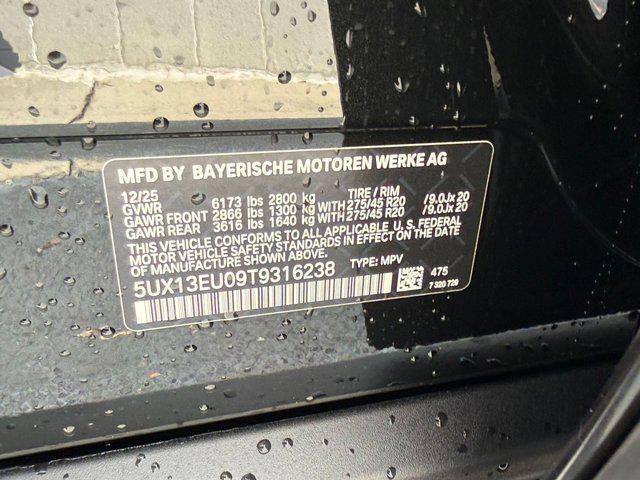 MFD BY BAYERISCHE MOTOREN WERKE AG
12/25 TIRE / RIM
GVWR 6173 lbs 2800 kg
GAWR FRONT 2866 lbs 1300 kg WITH 275/45 R20 /9.0Jx20
GAWR REAR 3616 lbs 1640 kg WITH 275/45 R20 /9.0Jx20
THIS VEHICLE CONFORMS TO ALL APPLICABLE U.S. FEDERAL
MOTOR VEHICLE SAFETY STANDARDS IN EFFECT ON THE
DATE OF MANUFACTURE SHOWN ABOVE.
5UX13EU09T9316238 TYPE: MPV
475
7 320 729